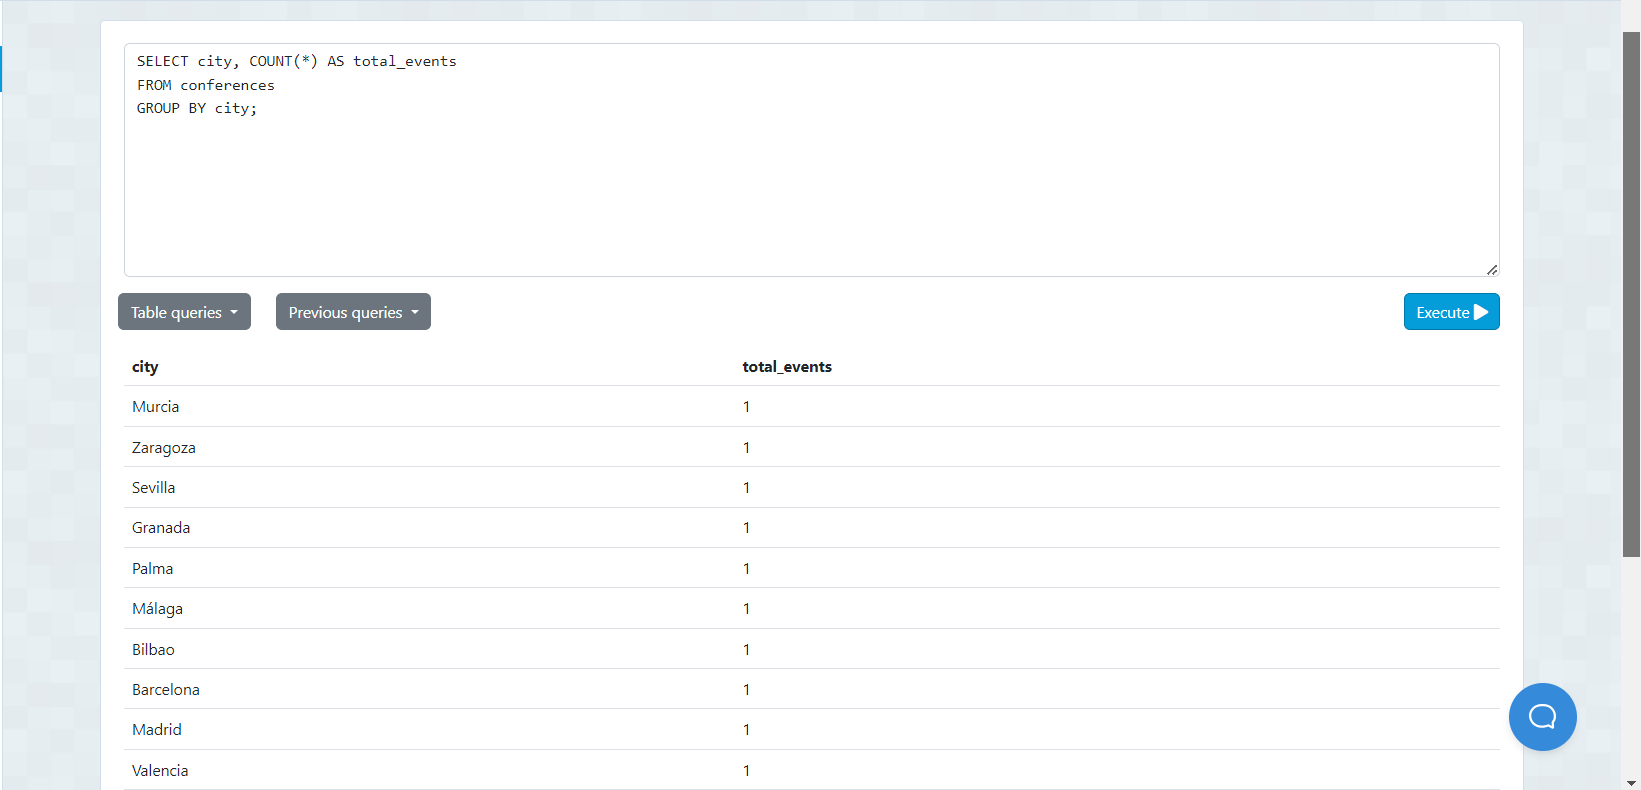 SELECT city, COUNT(*) AS total_events
FROM conferences
GROUP BY city;
Table queries
Previous queries
Execute
city total_events
Murcia 1
Zaragoza 1
Sevilla 1
Granada 1
Palma 1
Málaga 1
Bilbao 1
Barcelona 1
Madrid 1
Valencia 1